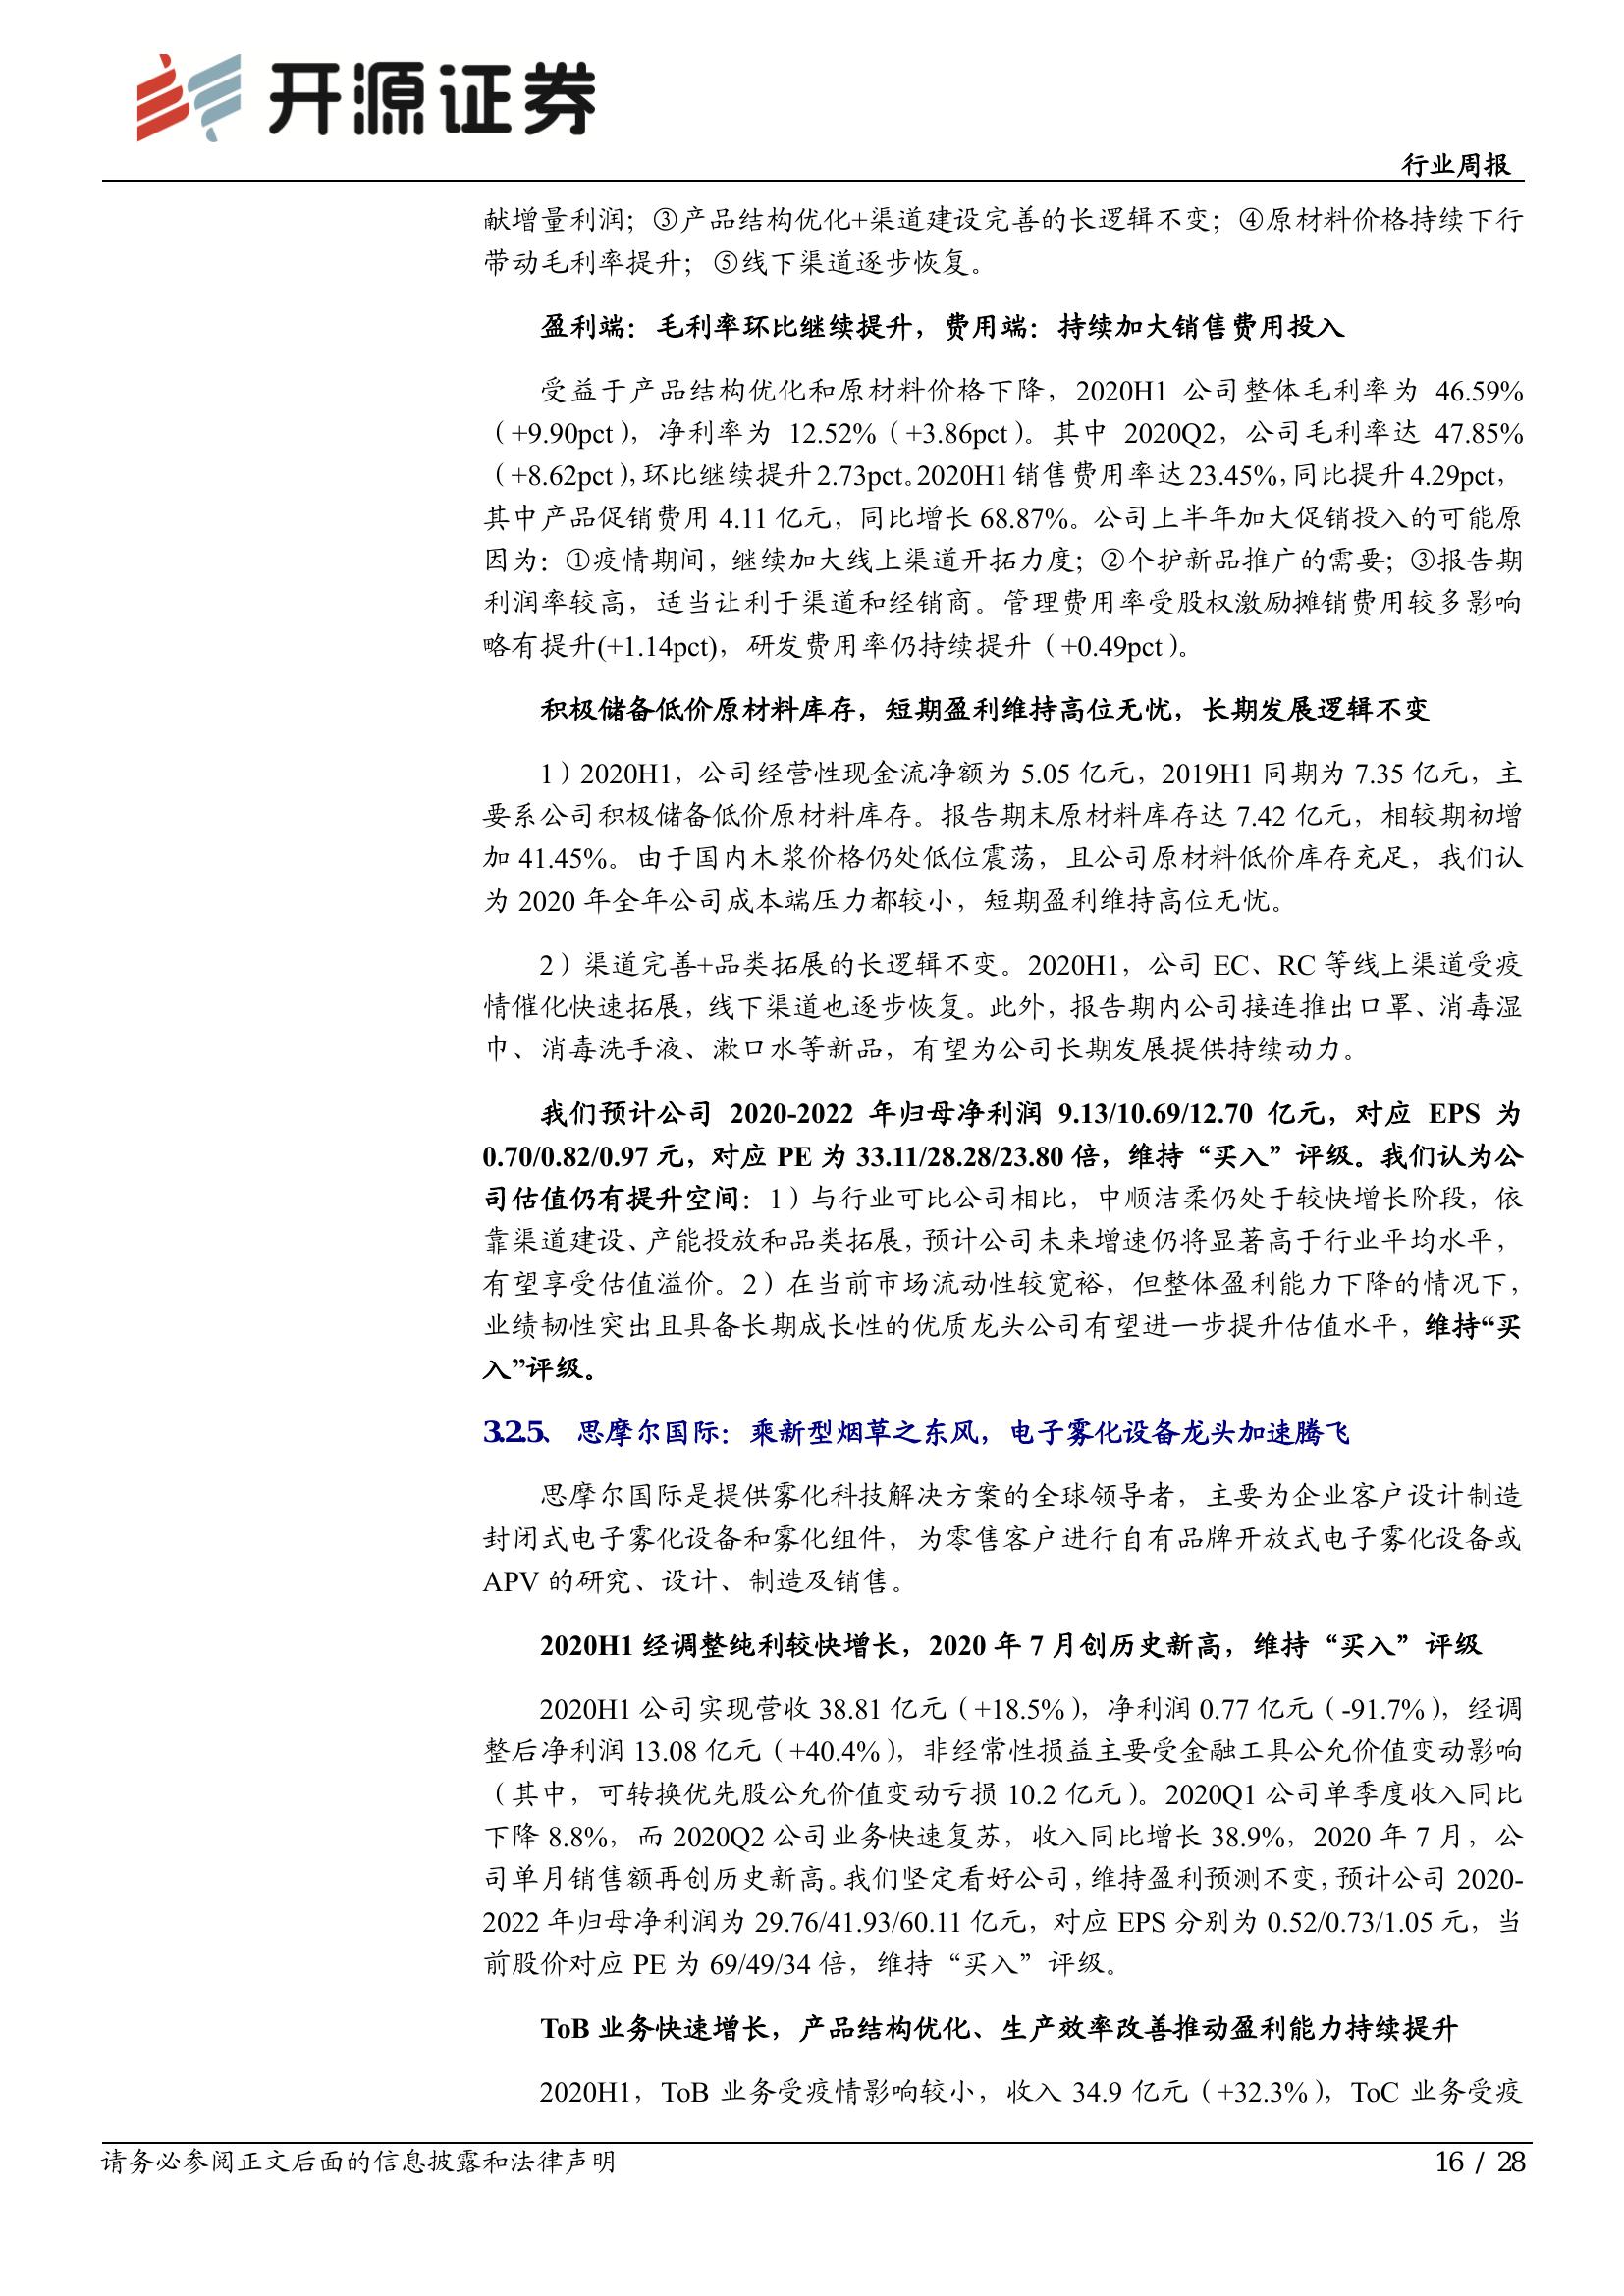 开源证券
行业周报
献增量利润；③产品结构优化+渠道建设完善的长逻辑不变；④原材料价格持续下行
带动毛利率提升；⑤线下渠道逐步恢复。
盈利端：毛利率环比继续提升，费用端：持续加大销售费用投入
受益于产品结构优化和原材料价格下降，2020H1 公司整体毛利率为 46.59%
（+9.90pct），净利率为 12.52%（+3.86pct）。其中 2020Q2，公司毛利率达 47.85%
（+8.62pct），环比继续提升 2.73pct。2020H1 销售费用率达 23.45%，同比提升 4.29pct，
其中产品促销费用 4.11 亿元，同比增长 68.87%。公司上半年加大促销投入的可能原
因为：①疫情期间，继续加大线上渠道开拓力度；②个护新品推广的需要；③报告期
利润率较高，适当让利于渠道和经销商。管理费用率受股权激励摊销费用较多影响
略有提升(+1.14pct)，研发费用率仍持续提升（+0.49pct）。
积极储备低价原材料库存，短期盈利维持高位无忧，长期发展逻辑不变
1）2020H1，公司经营性现金流净额为 5.05 亿元，2019H1 同期为 7.35 亿元，主
要系公司积极储备低价原材料库存。报告期末原材料库存达 7.42 亿元，相较期初增
加 41.45%。由于国内木浆价格仍处低位震荡，且公司原材料低价库存充足，我们认
为 2020 年全年公司成本端压力都较小，短期盈利维持高位无忧。
2）渠道完善+品类拓展的长逻辑不变。2020H1，公司 EC、RC 等线上渠道受疫
情催化快速拓展，线下渠道也逐步恢复。此外，报告期内公司接连推出口罩、消毒湿
巾、消毒洗手液、漱口水等新品，有望为公司长期发展提供持续动力。
我们预计公司 2020-2022 年归母净利润 9.13/10.69/12.70 亿元，对应 EPS 为
0.70/0.82/0.97 元，对应 PE 为 33.11/28.28/23.80 倍，维持“买入”评级。我们认为公
司估值仍有提升空间：1）与行业可比公司相比，中顺洁柔仍处于较快增长阶段，依
靠渠道建设、产能投放和品类拓展，预计公司未来增速仍将显著高于行业平均水平，
有望享受估值溢价。2）在当前市场流动性较宽裕，但整体盈利能力下降的情况下，
业绩韧性突出且具备长期成长性的优质龙头公司有望进一步提升估值水平，维持“买
入”评级。
3.2.5、 思摩尔国际：乘新型烟草之东风，电子雾化设备龙头加速腾飞
思摩尔国际是提供雾化科技解决方案的全球领导者，主要为企业客户设计制造
封闭式电子雾化设备和雾化组件，为零售客户进行自有品牌开放式电子雾化设备或
APV 的研究、设计、制造及销售。
2020H1 经调整纯利较快增长，2020 年 7 月创历史新高，维持“买入”评级
2020H1 公司实现营收 38.81 亿元（+18.5%），净利润 0.77 亿元（-91.7%），经调
整后净利润 13.08 亿元（+40.4%），非经常性损益主要受金融工具公允价值变动影响
（其中，可转换优先股公允价值变动亏损 10.2 亿元）。2020Q1 公司单季度收入同比
下降 8.8%，而 2020Q2 公司业务快速复苏，收入同比增长 38.9%，2020 年 7 月，公
司单月销售额再创历史新高。我们坚定看好公司，维持盈利预测不变，预计公司 2020-
2022 年归母净利润为 29.76/41.93/60.11 亿元，对应 EPS 分别为 0.52/0.73/1.05 元，当
前股价对应 PE 为 69/49/34 倍，维持“买入”评级。
ToB 业务快速增长，产品结构优化、生产效率改善推动盈利能力持续提升
2020H1，ToB 业务受疫情影响较小，收入 34.9 亿元（+32.3%），ToC 业务受疫
请务必参阅正文后面的信息披露和法律声明
16 / 28